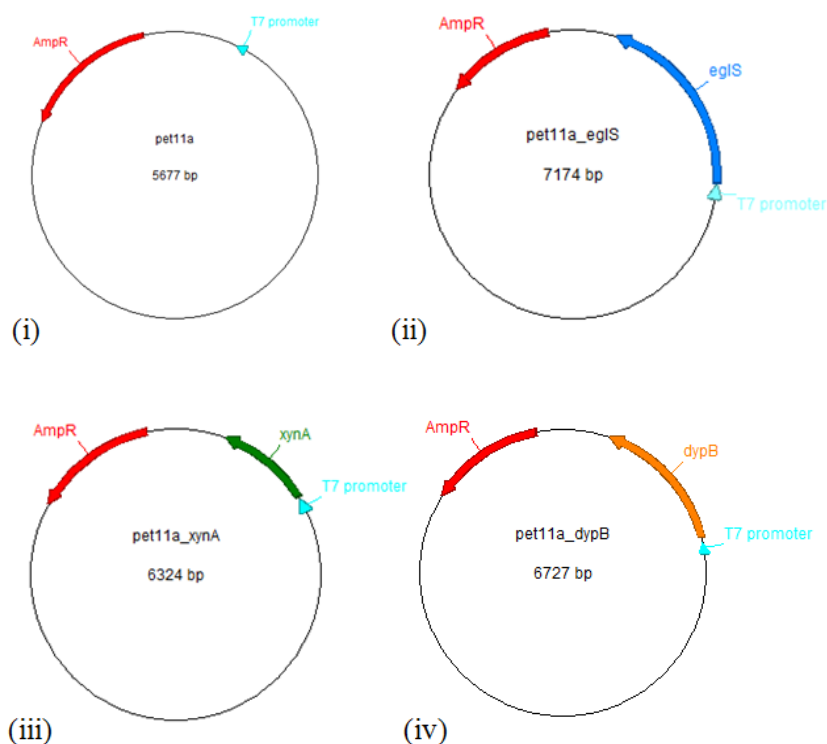 AmpR
T7 promoter
pet11a
5677 bp
(i)
AmpR
eglS
pet11a_eglS
7174 bp
T7 promoter
(ii)
AmpR
xynA
T7 promoter
pet11a_xynA
6324 bp
(iii)
AmpR
dypB
pet11a_dypB
T7 promoter
6727 bp
(iv)